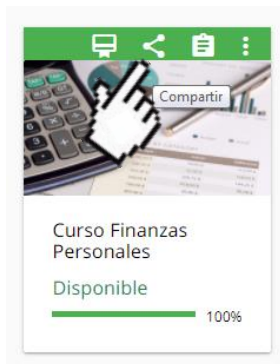 Compartir
Curso Finanzas
Personales
Disponible
100%